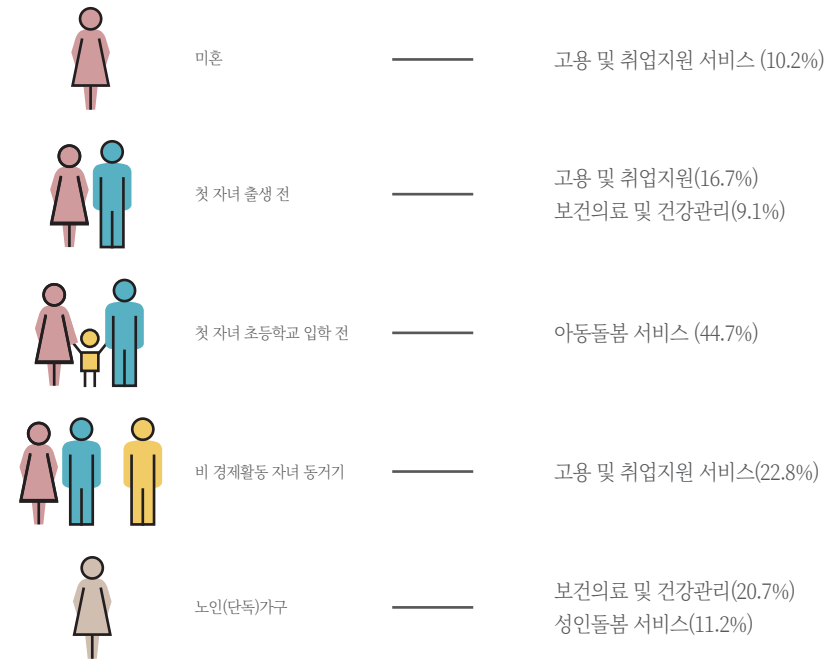 미혼
고용 및 취업지원 서비스 (10.2%)
첫 자녀 출생 전
고용 및 취업지원(16.7%)
보건의료 및 건강관리(9.1%)
첫 자녀 초등학교 입학 전
아동돌봄 서비스 (44.7%)
비 경제활동 자녀 동거기
고용 및 취업지원 서비스(22.8%)
노인(단독)가구
보건의료 및 건강관리(20.7%)
성인돌봄 서비스(11.2%)